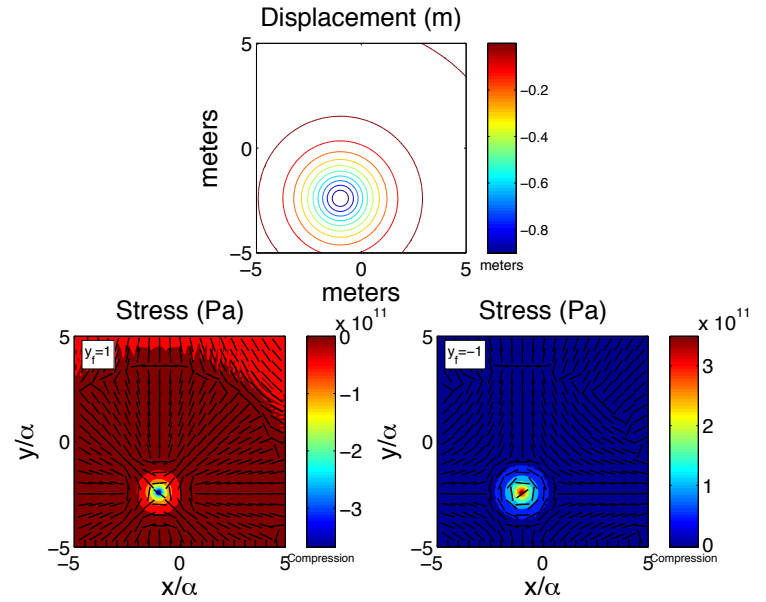 Displacement (m)
5
0
−5
−5
0
5
meters
meters
−0.2
−0.4
−0.6
−0.8
meters
Stress (Pa)
y_f=1
5
0
−5
−5
0
5
y/α
x/α
x 10^11
0
−1
−2
−3
Compression
Stress (Pa)
y_f=−1
5
0
−5
−5
0
5
y/α
x/α
x 10^11
3
2
1
0
Compression